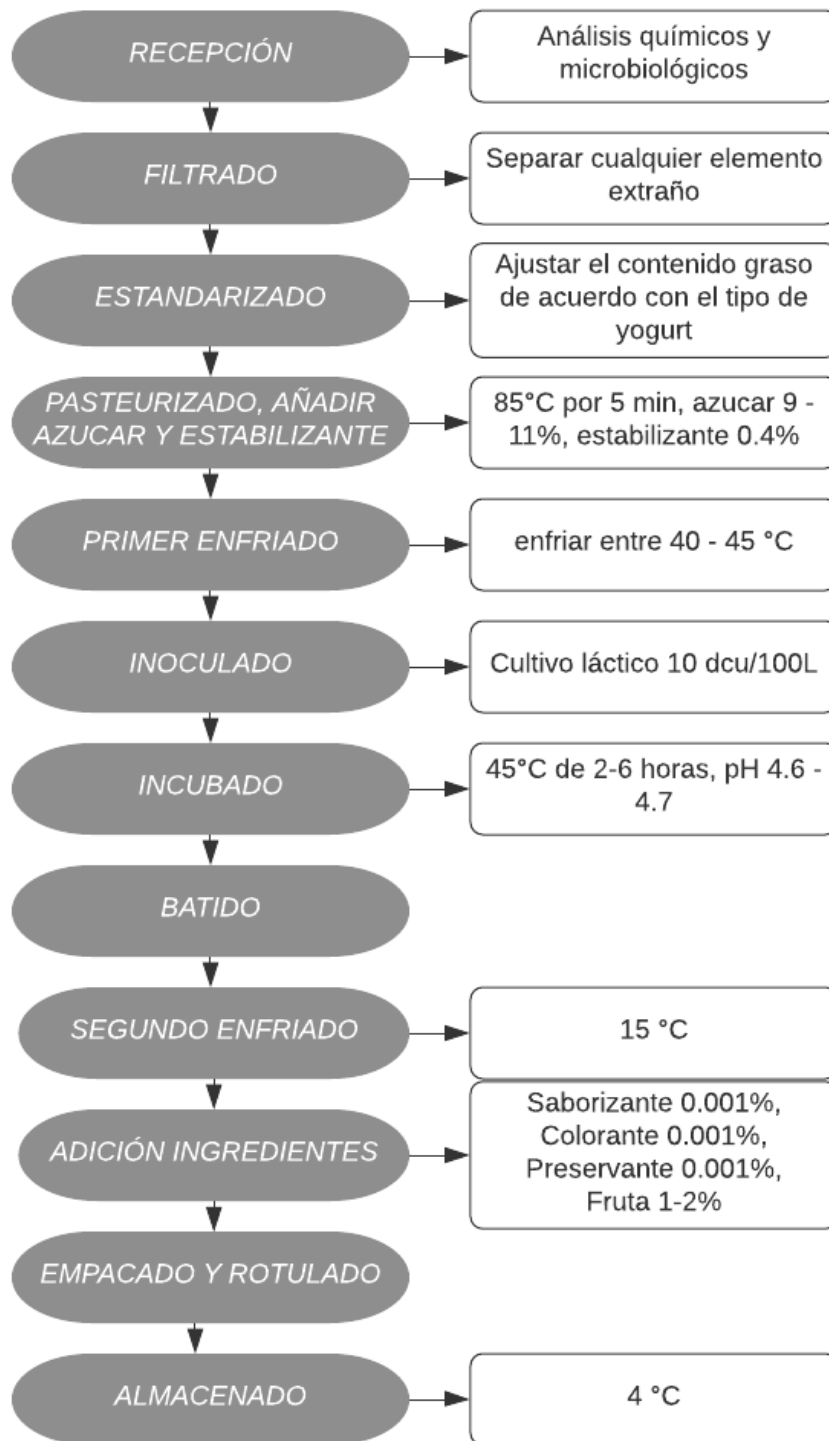 RECEPCIÓN
Análisis químicos y
microbiológicos
FILTRADO
Separar cualquier elemento
extraño
ESTANDARIZADO
Ajustar el contenido graso
de acuerdo con el tipo de
yogurt
PASTEURIZADO, AÑADIR
AZUCAR Y ESTABILIZANTE
85°C por 5 min, azucar 9 -
11%, estabilizante 0.4%
PRIMER ENFRIADO
enfriar entre 40 - 45 °C
INOCULADO
Cultivo láctico 10 dcu/100L
INCUBADO
45°C de 2-6 horas, pH 4.6 -
4.7
BATIDO
SEGUNDO ENFRIADO
15 °C
ADICIÓN INGREDIENTES
Saborizante 0.001%,
Colorante 0.001%,
Preservante 0.001%,
Fruta 1-2%
EMPACADO Y ROTULADO
ALMACENADO
4 °C